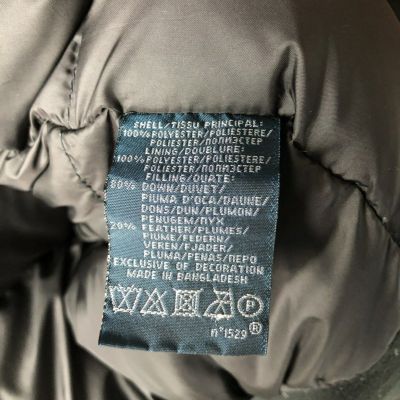 SHELL/TISSU PRINCIPAL:
100% POLYESTER/POLIESTERE/
POLIESTER/ПОЛИЭСТЕР
LINING/DOUBLURE:
100% POLYESTER/POLIESTERE/
POLIESTER/ПОЛИЭСТЕР
FILLING/OUATE:
80% DOWN/DUVET/
PIUMA D'OCA/DAUNE/
DONS/DUN/PLUMON/
PENUGEM/ПУХ
20% FEATHER/PLUMES/
PIUME/FEDERN/
VEREN/FJADER/
PLUMA/PENAS/ПЕРО
EXCLUSIVE OF DECORATION
MADE IN BANGLADESH
P
n°1529®